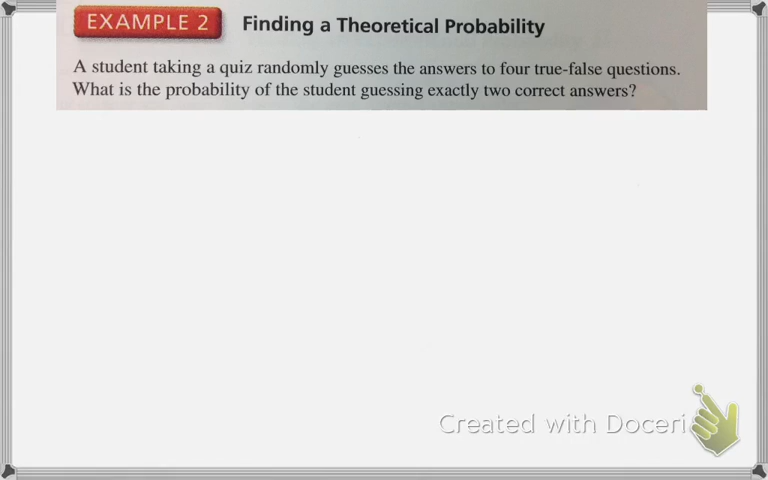 EXAMPLE 2 Finding a Theoretical Probability
A student taking a quiz randomly guesses the answers to four true-false questions.
What is the probability of the student guessing exactly two correct answers?
Created with Doceri